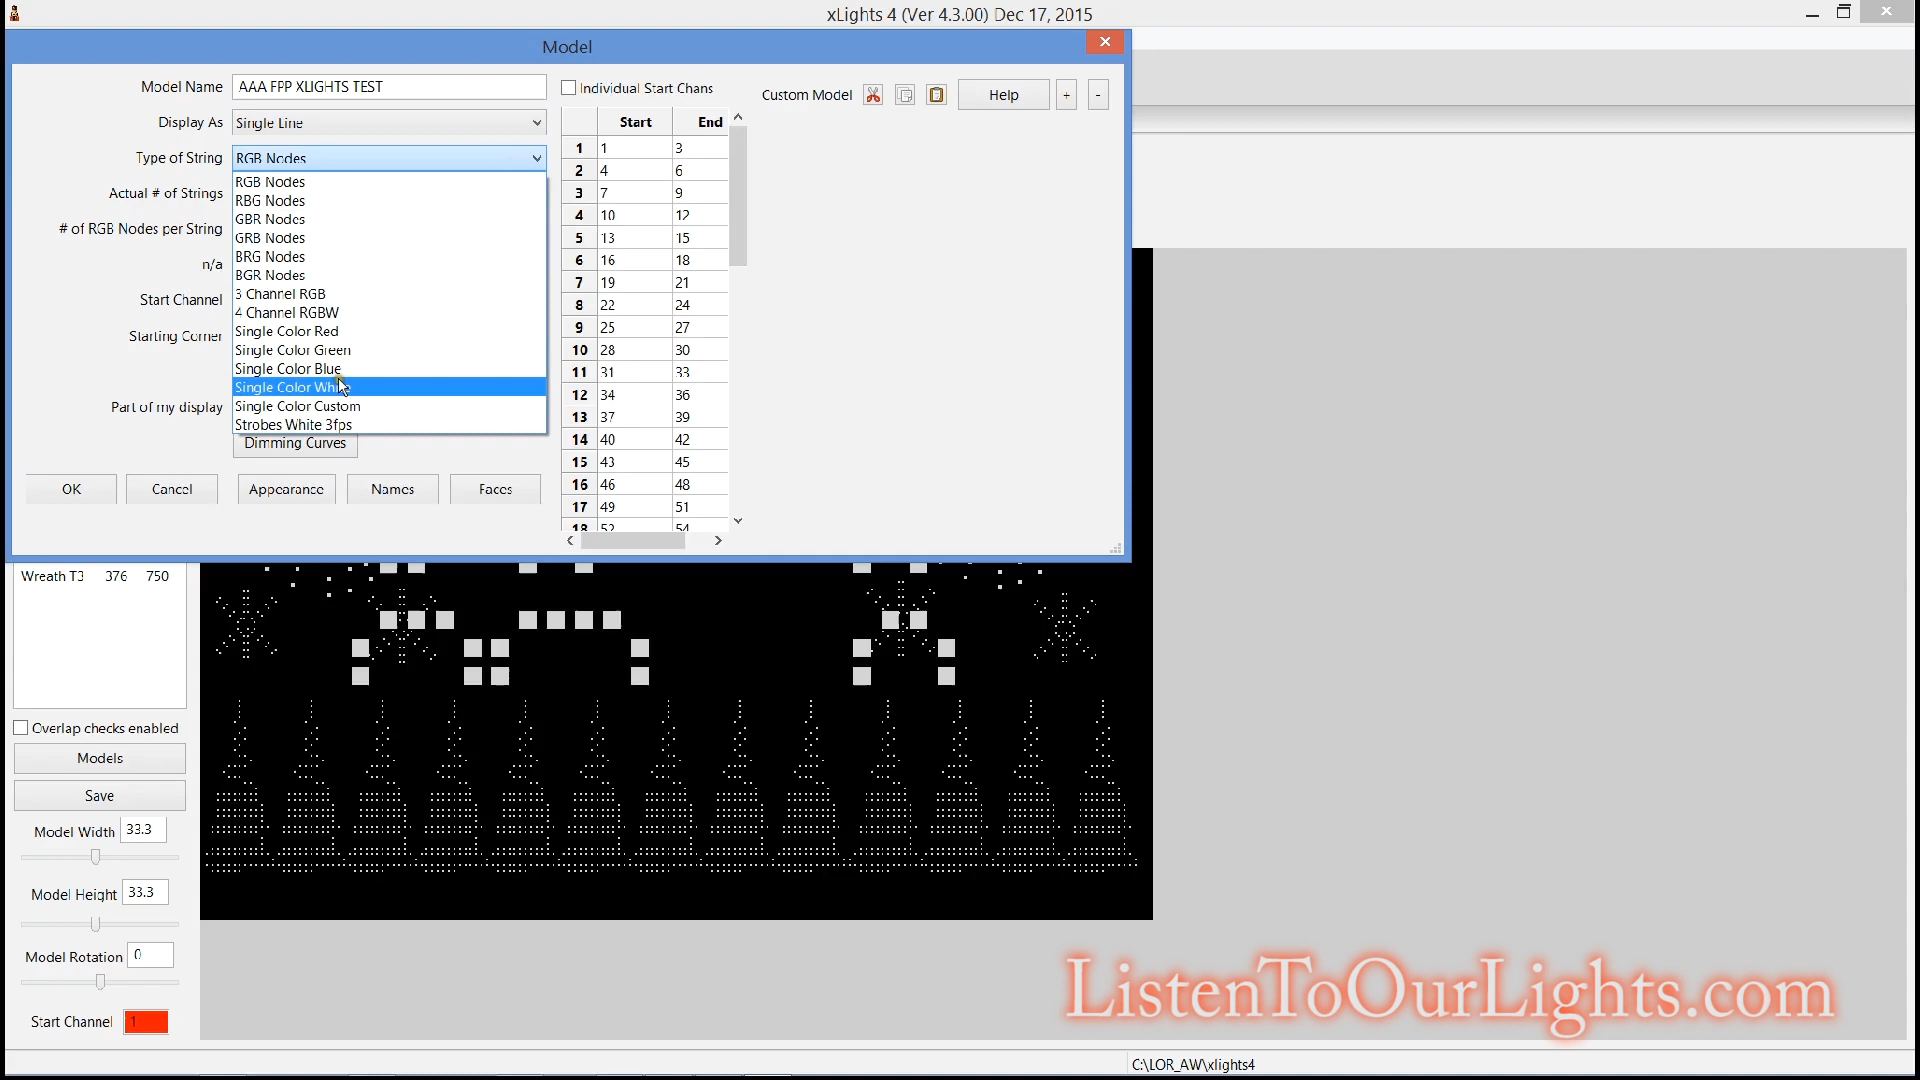 xLights 4 (Ver 4.3.00) Dec 17, 2015
Model
Model Name AAA FPP XLIGHTS TEST
Display As Single Line
Type of String RGB Nodes
RGB Nodes
RBG Nodes
GBR Nodes
GRB Nodes
BRG Nodes
BGR Nodes
3 Channel RGB
4 Channel RGBW
Single Color Red
Single Color Green
Single Color Blue
Single Color White
Single Color Custom
Strobes White 3fps
Actual # of Strings
# of RGB Nodes per String
n/a
Start Channel
Starting Corner
Part of my display
Dimming Curves
OK Cancel Appearance Names Faces
Individual Start Chans
Start End
1 1 3
2 4 6
3 7 9
4 10 12
5 13 15
6 16 18
7 19 21
8 22 24
9 25 27
10 28 30
11 31 33
12 34 36
13 37 39
14 40 42
15 43 45
16 46 48
17 49 51
18 52 54
Custom Model Help + -
Wreath T3 376 750
Overlap checks enabled
Models
Save
Model Width 33.3
Model Height 33.3
Model Rotation 0
Start Channel 1
ListenToOurLights.com
C:\LOR_AW\xlights4